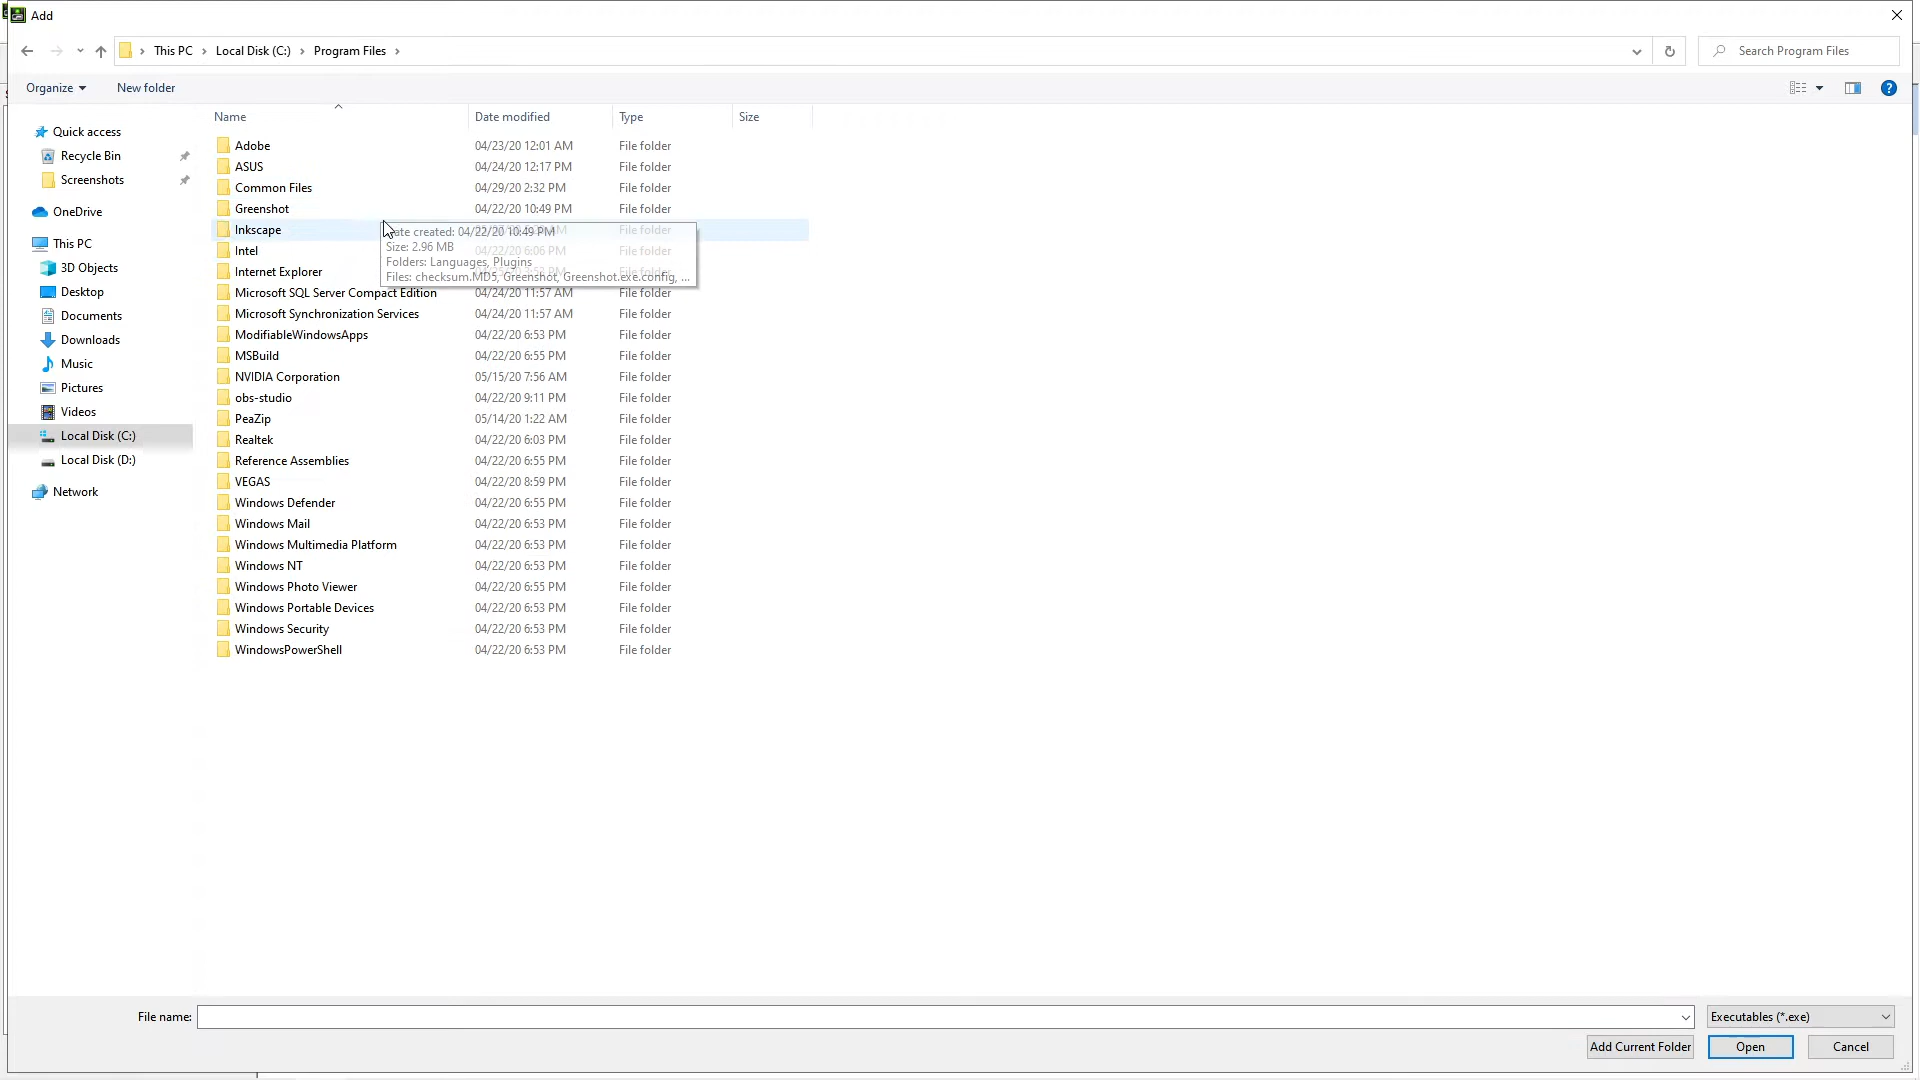 Add
This PC > Local Disk (C:) > Program Files >
Search Program Files
Organize
New folder
Name
Date modified
Type
Size
Quick access
Recycle Bin
Screenshots
OneDrive
This PC
3D Objects
Desktop
Documents
Downloads
Music
Pictures
Videos
Local Disk (C:)
Local Disk (D:)
Network
Adobe 04/23/20 12:01 AM File folder
ASUS 04/24/20 12:17 PM File folder
Common Files 04/29/20 2:32 PM File folder
Greenshot 04/22/20 10:49 PM File folder
Inkscape File folder
Intel 04/22/20 6:06 PM File folder
Internet Explorer File folder
Microsoft SQL Server Compact Edition 04/24/20 11:57 AM File folder
Microsoft Synchronization Services 04/24/20 11:57 AM File folder
ModifiableWindowsApps 04/22/20 6:53 PM File folder
MSBuild 04/22/20 6:55 PM File folder
NVIDIA Corporation 05/15/20 7:56 AM File folder
obs-studio 04/22/20 9:11 PM File folder
PeaZip 05/14/20 1:22 AM File folder
Realtek 04/22/20 6:03 PM File folder
Reference Assemblies 04/22/20 6:55 PM File folder
VEGAS 04/22/20 8:59 PM File folder
Windows Defender 04/22/20 6:55 PM File folder
Windows Mail 04/22/20 6:53 PM File folder
Windows Multimedia Platform 04/22/20 6:53 PM File folder
Windows NT 04/22/20 6:53 PM File folder
Windows Photo Viewer 04/22/20 6:55 PM File folder
Windows Portable Devices 04/22/20 6:53 PM File folder
Windows Security 04/22/20 6:53 PM File folder
WindowsPowerShell 04/22/20 6:53 PM File folder
created: 04/22/20 10:49 PM
Size: 2.96 MB
Folders: Languages, Plugins
Files: checksum.MD5, Greenshot, Greenshot.exe.config, ...
File name:
Executables (*.exe)
Add Current Folder
Open
Cancel